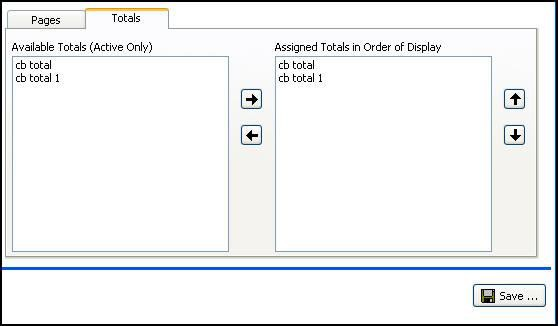 Pages Totals
Available Totals (Active Only) Assigned Totals in Order of Display
cb total cb total
cb total 1 cb total 1
Save ...